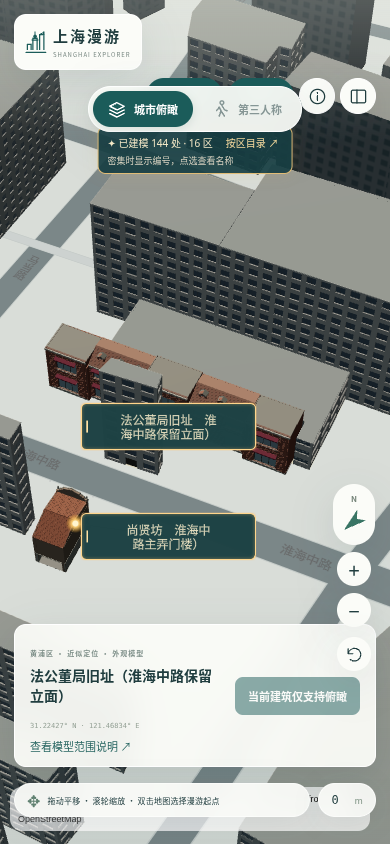 上海漫游
SHANGHAI EXPLORER
城市俯瞰
第三人称
✦ 已建模 144 处 · 16 区 按区目录 ↗
密集时显示编号，点选查看名称
法公董局旧址 淮
海中路保留立面）
海中路
尚贤坊 淮海中
路主弄门楼）
淮海中路
N
+
−
黄浦区 · 近似定位 · 外观模型
法公董局旧址（淮海中路保留
立面）
当前建筑仅支持俯瞰
31.22427° N · 121.46834° E
查看模型范围说明 ↗
拖动平移 · 滚轮缩放 · 双击地图选择漫游起点
0 m
OpenStreetMap